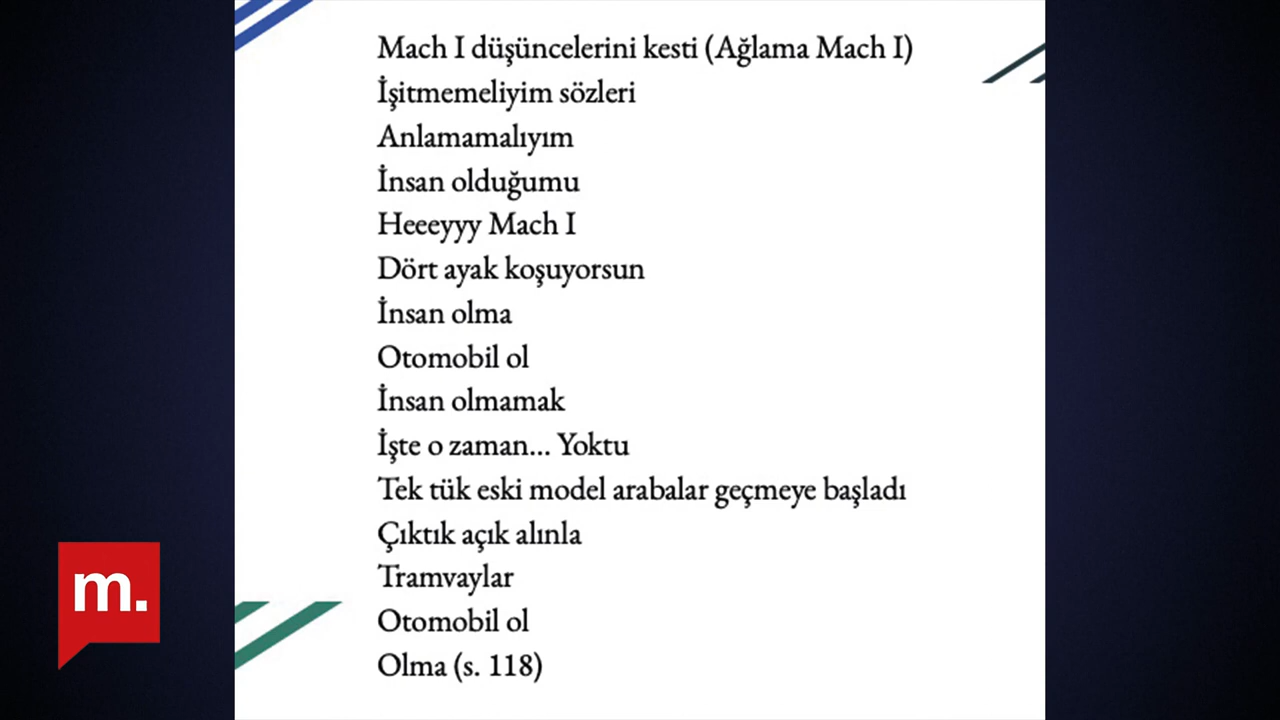 Mach I düşüncelerini kesti (Ağlama Mach I)
İşitmemeliyim sözleri
Anlamamalıyım
İnsan olduğumu
Heeeyyy Mach I
Dört ayak koşuyorsun
İnsan olma
Otomobil ol
İnsan olmamak
İşte o zaman... Yoktu
Tek tük eski model arabalar geçmeye başladı
Çıktık açık alınla
Tramvaylar
Otomobil ol
Olma (s. 118)
m.